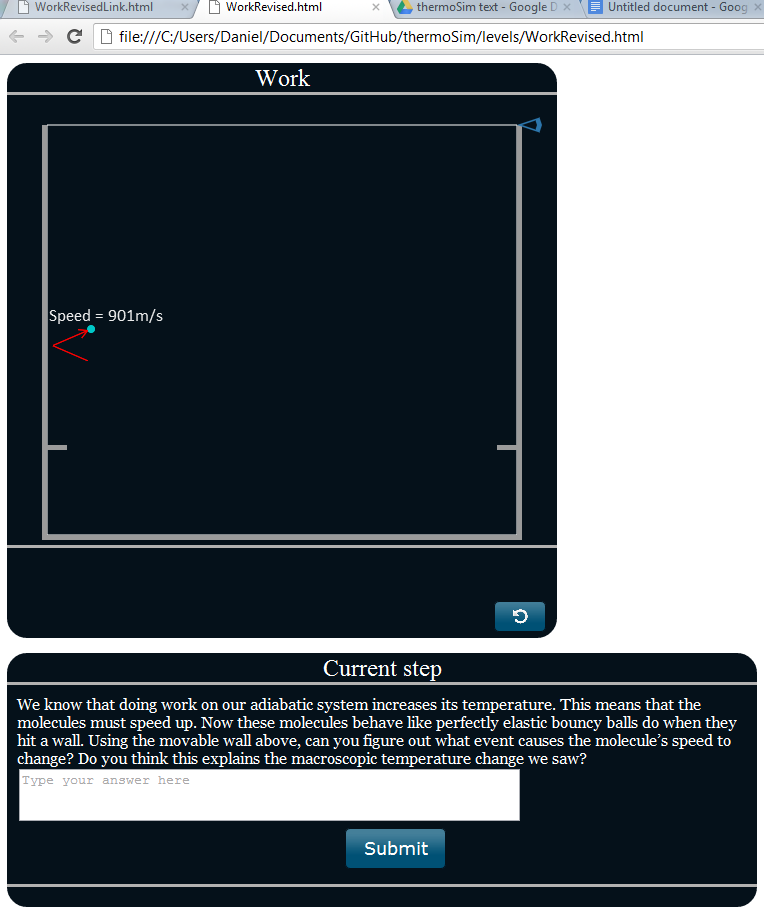 WorkRevisedLink.html
WorkRevised.html
thermoSim text - Google D
Untitled document - Goog
file:///C:/Users/Daniel/Documents/GitHub/thermoSim/levels/WorkRevised.html
Work
Speed = 901m/s
Current step
We know that doing work on our adiabatic system increases its temperature. This means that the
molecules must speed up. Now these molecules behave like perfectly elastic bouncy balls do when they
hit a wall. Using the movable wall above, can you figure out what event causes the molecule's speed to
change? Do you think this explains the macroscopic temperature change we saw?
Type your answer here
Submit